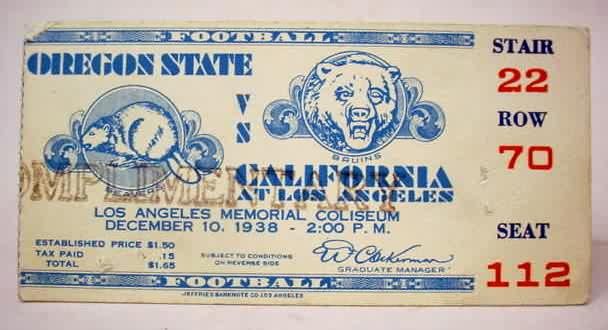 FOOTBALL
OREGON STATE
VS
BEAVERS
BRUINS
CALIFORNIA
AT LOS ANGELES
OMPLIMENTARY
LOS ANGELES MEMORIAL COLISEUM
DECEMBER 10, 1938 - 2:00 P.M.
ESTABLISHED PRICE $1.50
TAX PAID .15
TOTAL $1.65
SUBJECT TO CONDITIONS
ON REVERSE SIDE
W C Ackerman
GRADUATE MANAGER
FOOTBALL
JEFFRIES BANKNOTE CO LOS ANGELES
STAIR
22
ROW
70
SEAT
112